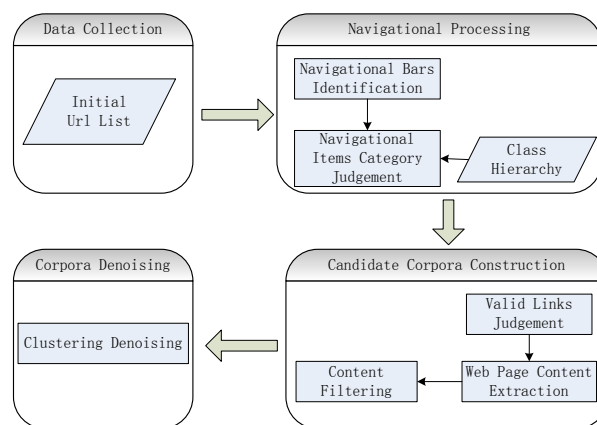 Data Collection
Initial
Url List
Navigational Processing
Navigational Bars
Identification
Navigational
Items Category
Judgement
Class
Hierarchy
Corpora Denoising
Clustering Denoising
Candidate Corpora Construction
Valid Links
Judgement
Content
Filtering
Web Page Content
Extraction